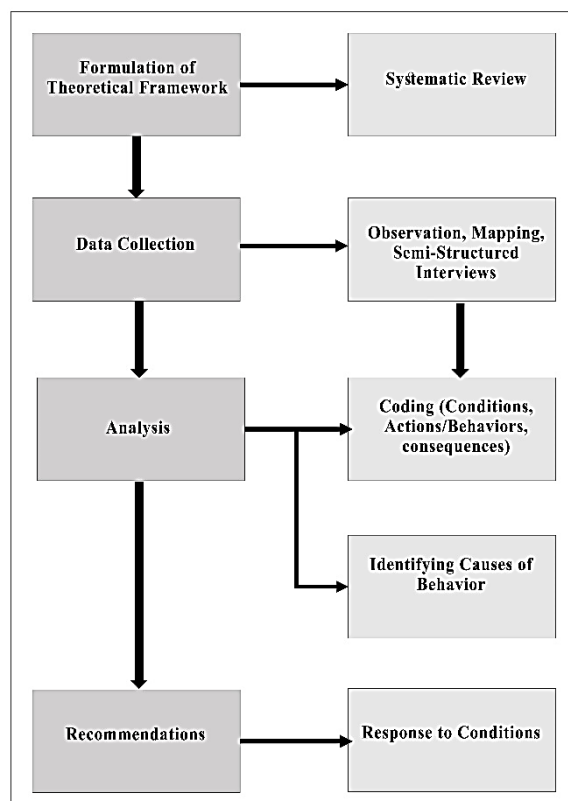 Formulation of
Theoretical Framework
Systematic Review
Data Collection
Observation, Mapping,
Semi-Structured
Interviews
Analysis
Coding (Conditions,
Actions/Behaviors,
consequences)
Identifying Causes of
Behavior
Recommendations
Response to Conditions